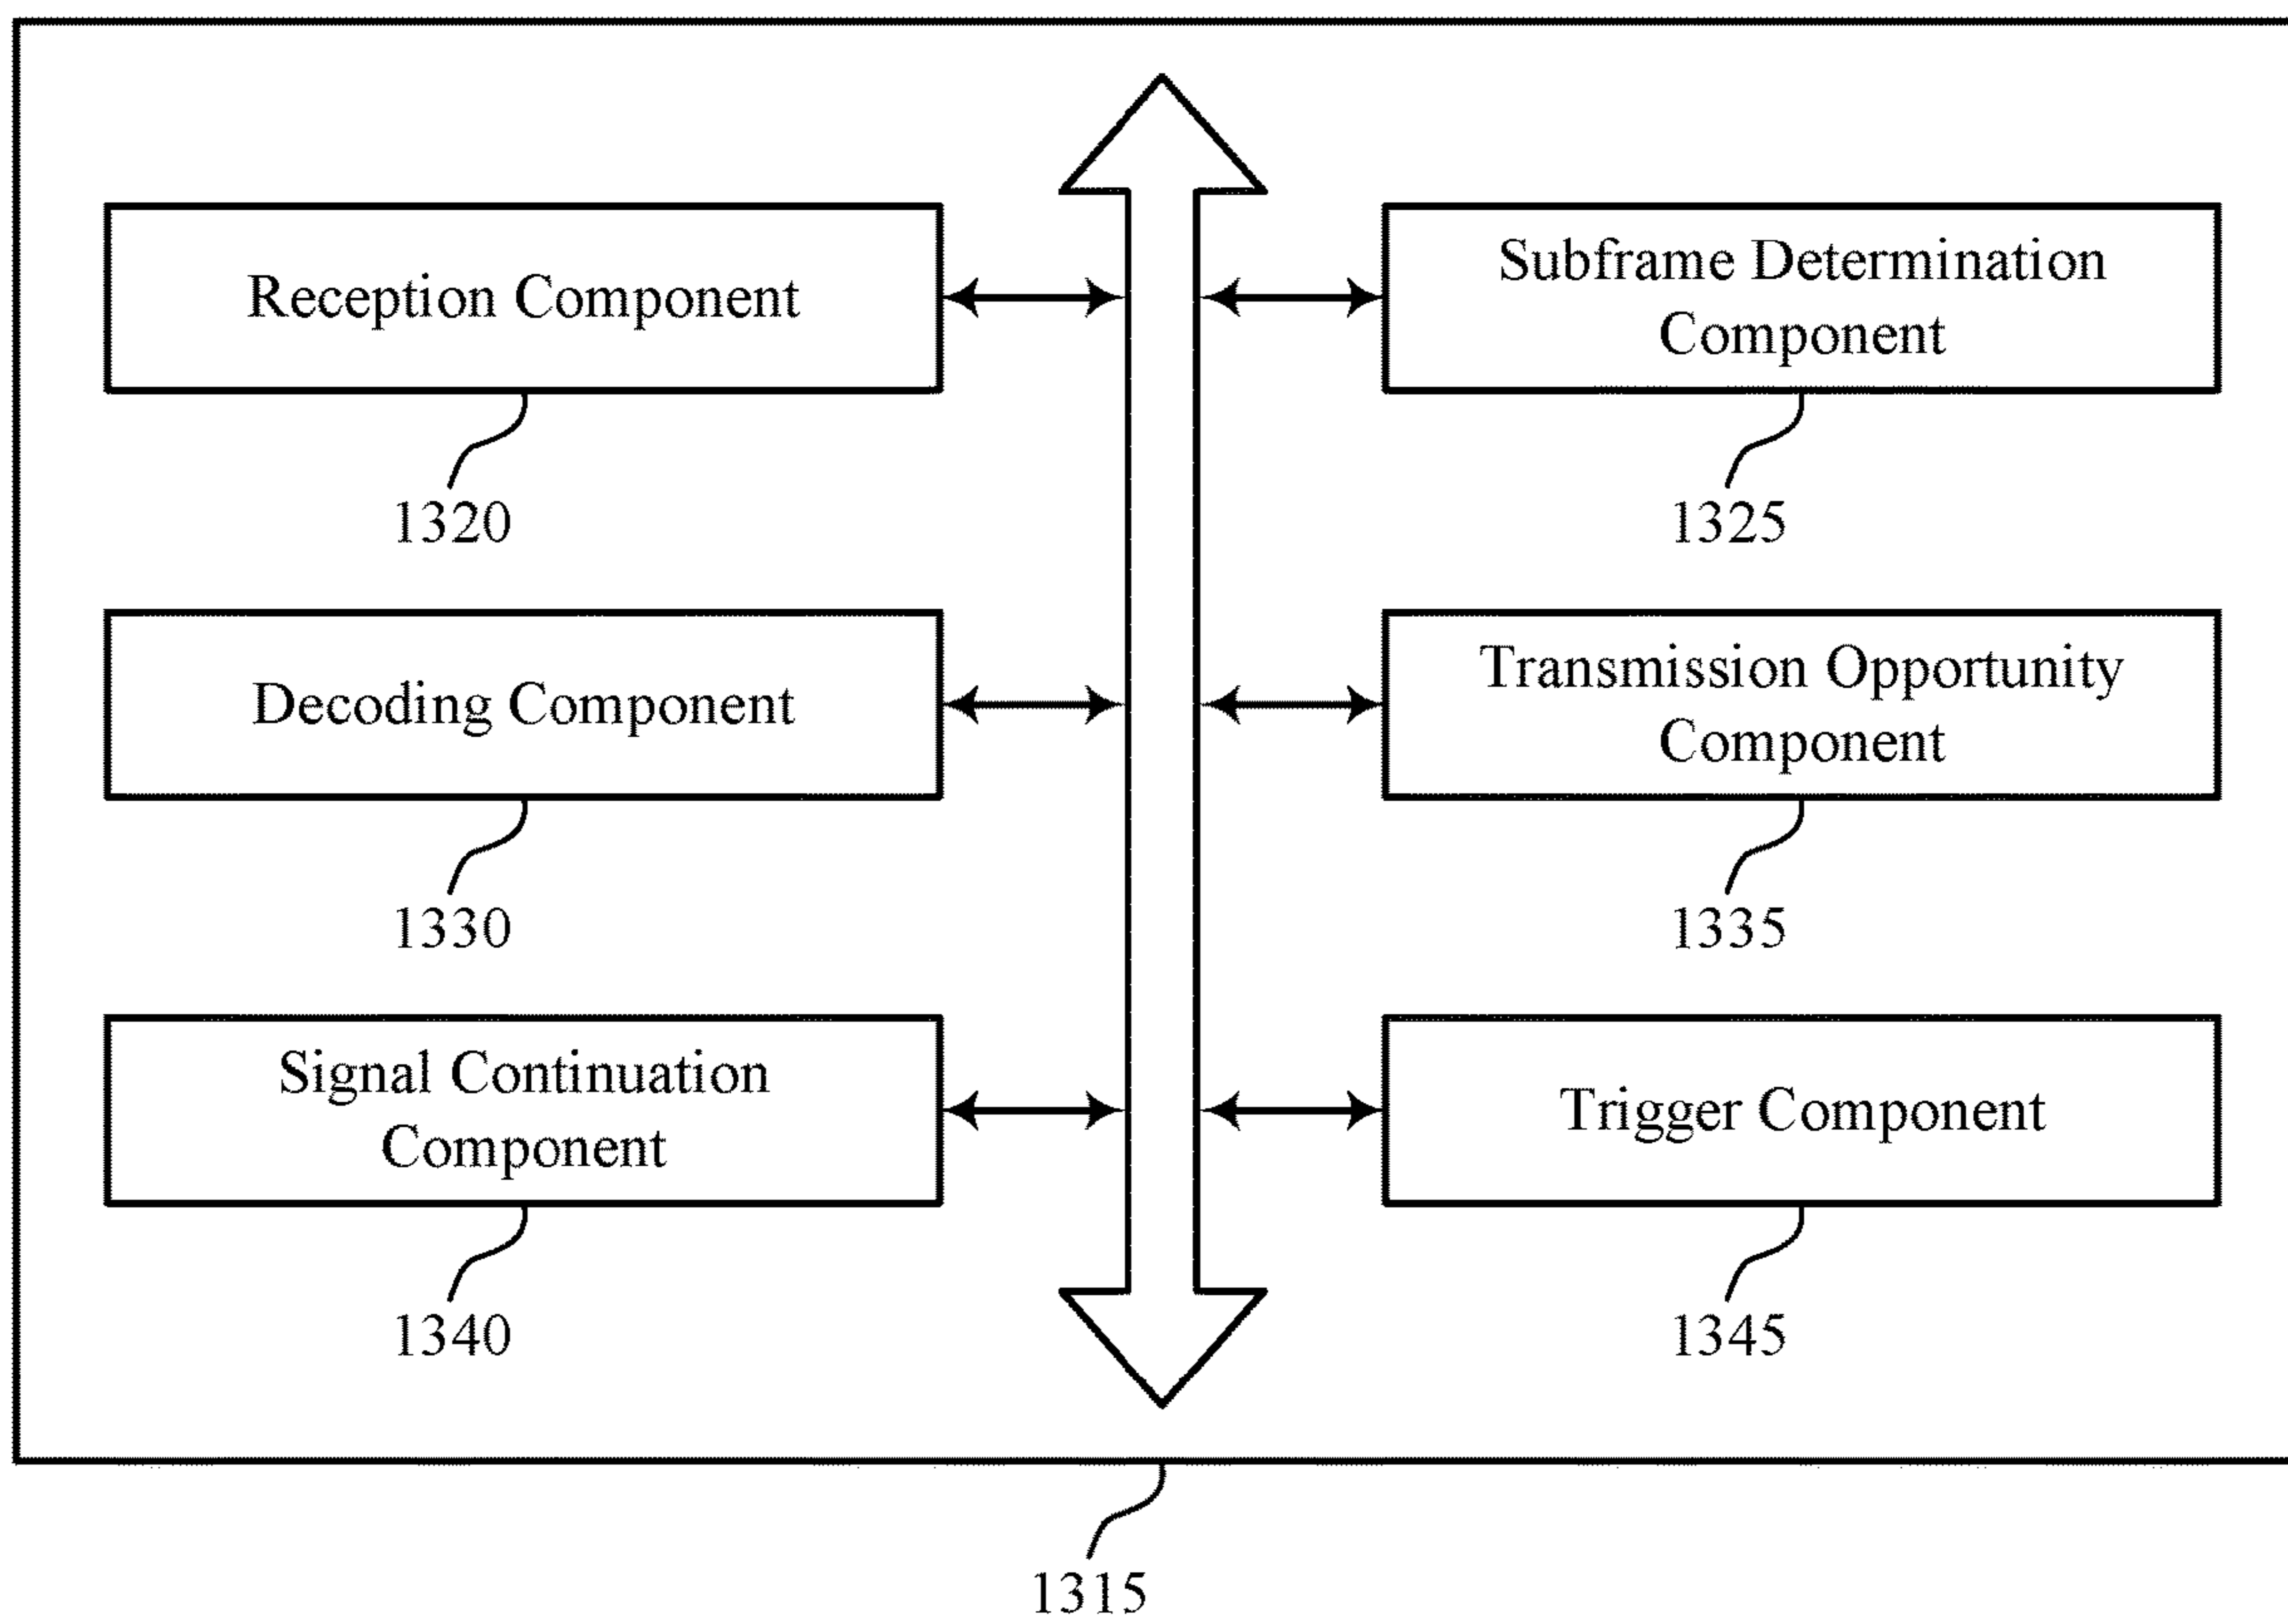 Reception Component
1320
Subframe Determination
Component
1325
Decoding Component
1330
Transmission Opportunity
Component
1335
Signal Continuation
Component
1340
Trigger Component
1345
1315